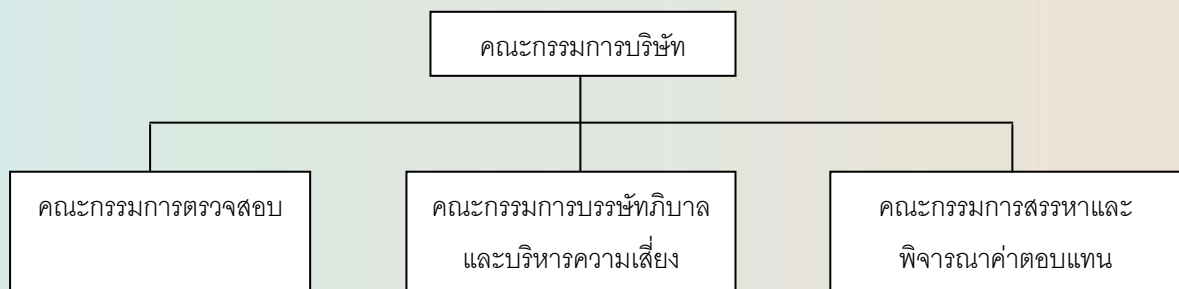 คณะกรรมการบริษัท
คณะกรรมการตรวจสอบ
คณะกรรมการบรรษัทภิบาล
และบริหารความเสี่ยง
คณะกรรมการสรรหาและ
พิจารณาค่าตอบแทน